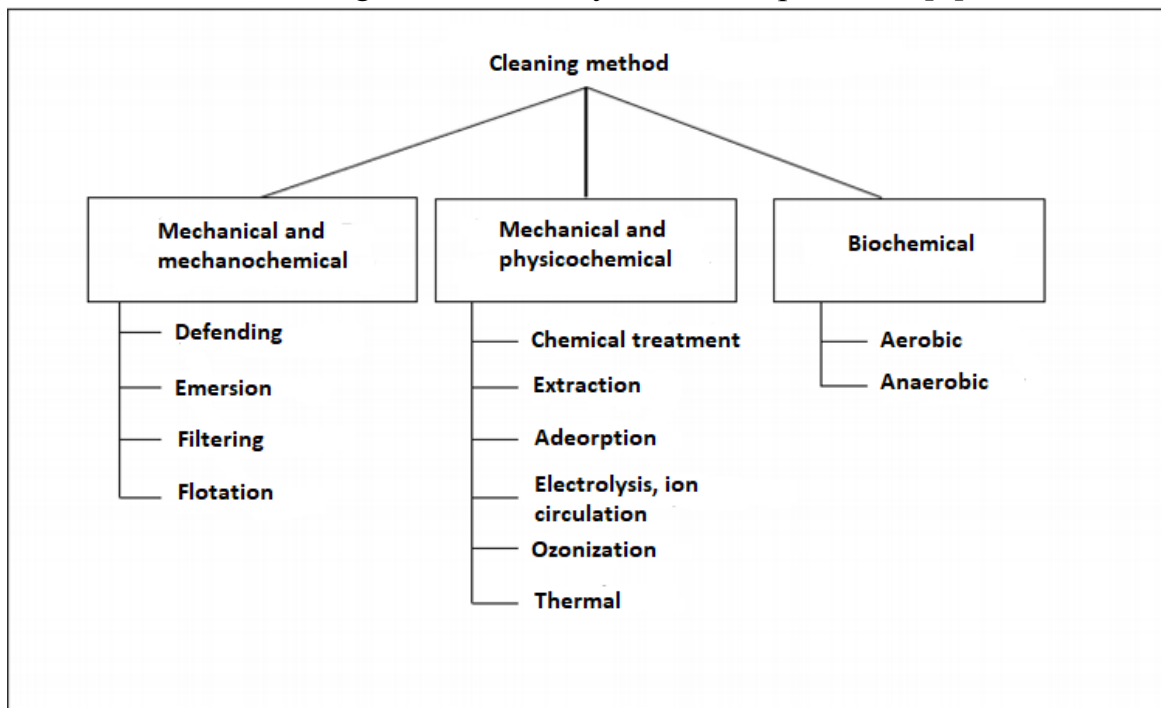 Cleaning method
Mechanical and
mechanochemical
Defending
Emersion
Filtering
Flotation
Mechanical and
physicochemical
Chemical treatment
Extraction
Adeorption
Electrolysis, ion
circulation
Ozonization
Thermal
Biochemical
Aerobic
Anaerobic